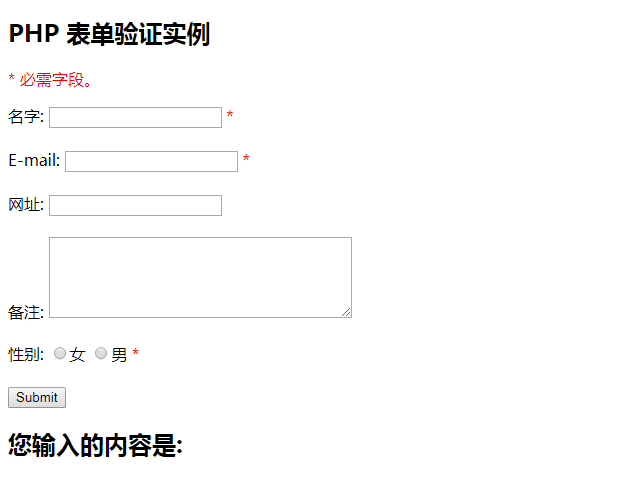 PHP 表单验证实例
* 必需字段。
名字: *
E-mail: *
网址:
备注:
性别: 女 男 *
Submit
您输入的内容是: